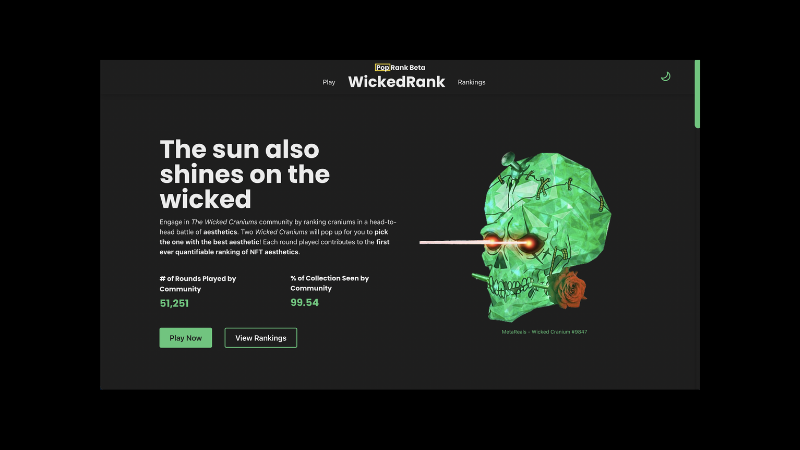 PopRank Beta
Play
WickedRank
Rankings
The sun also
shines on the
wicked
Engage in The Wicked Craniums community by ranking craniums in a head-to-
head battle of aesthetics. Two Wicked Craniums will pop up for you to pick
the one with the best aesthetic! Each round played contributes to the first
ever quantifiable ranking of NFT aesthetics.
# of Rounds Played by
Community
51,251
% of Collection Seen by
Community
99.54
Play Now
View Rankings
MetaReals - Wicked Cranium #9847